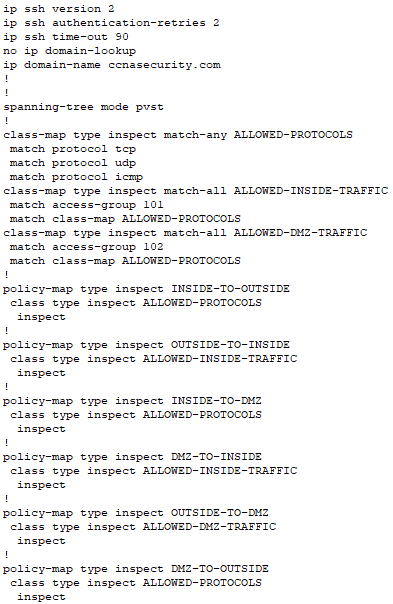 ip ssh version 2
ip ssh authentication-retries 2
ip ssh time-out 90
no ip domain-lookup
ip domain-name ccnasecurity.com
!
!
spanning-tree mode pvst
!
class-map type inspect match-any ALLOWED-PROTOCOLS
 match protocol tcp
 match protocol udp
 match protocol icmp
class-map type inspect match-all ALLOWED-INSIDE-TRAFFIC
 match access-group 101
 match class-map ALLOWED-PROTOCOLS
class-map type inspect match-all ALLOWED-DMZ-TRAFFIC
 match access-group 102
 match class-map ALLOWED-PROTOCOLS
!
policy-map type inspect INSIDE-TO-OUTSIDE
 class type inspect ALLOWED-PROTOCOLS
  inspect
!
policy-map type inspect OUTSIDE-TO-INSIDE
 class type inspect ALLOWED-INSIDE-TRAFFIC
  inspect
!
policy-map type inspect INSIDE-TO-DMZ
 class type inspect ALLOWED-PROTOCOLS
  inspect
!
policy-map type inspect DMZ-TO-INSIDE
 class type inspect ALLOWED-INSIDE-TRAFFIC
  inspect
!
policy-map type inspect OUTSIDE-TO-DMZ
 class type inspect ALLOWED-DMZ-TRAFFIC
  inspect
!
policy-map type inspect DMZ-TO-OUTSIDE
 class type inspect ALLOWED-PROTOCOLS
  inspect